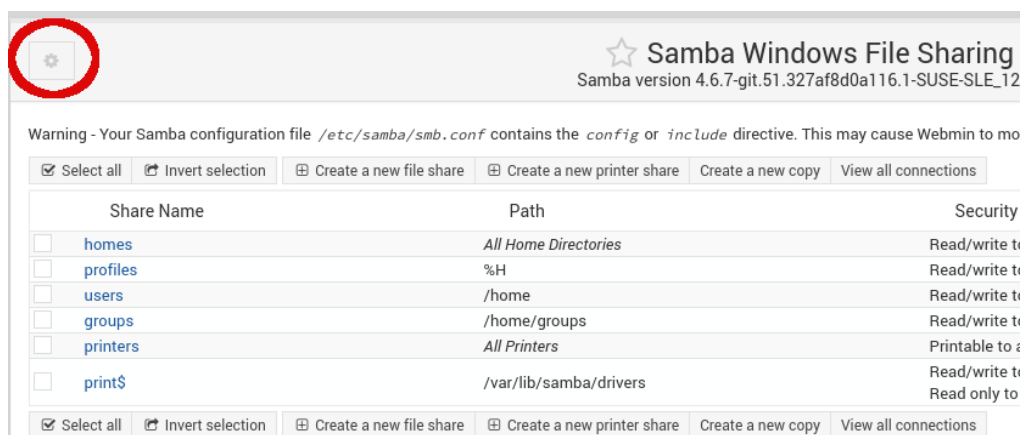 Samba Windows File Sharing
Samba version 4.6.7-git.51.327af8d0a116.1-SUSE-SLE_12
Warning - Your Samba configuration file /etc/samba/smb.conf contains the config or include directive. This may cause Webmin to mo
Select all Invert selection Create a new file share Create a new printer share Create a new copy View all connections
Share Name Path Security
homes All Home Directories Read/write to
profiles %H Read/write to
users /home Read/write to
groups /home/groups Read/write to
printers All Printers Printable to a
print$ /var/lib/samba/drivers Read/write to
Read only to
Select all Invert selection Create a new file share Create a new printer share Create a new copy View all connections